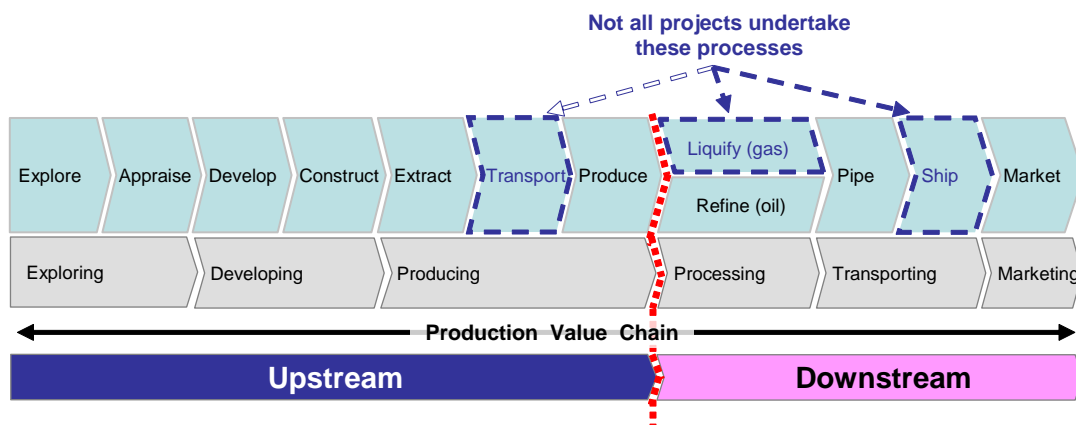 Not all projects undertake
these processes
Explore
Appraise
Develop
Construct
Extract
Transport
Produce
Liquify (gas)
Refine (oil)
Pipe
Ship
Market
Exploring
Developing
Producing
Processing
Transporting
Marketing
Production Value Chain
Upstream
Downstream